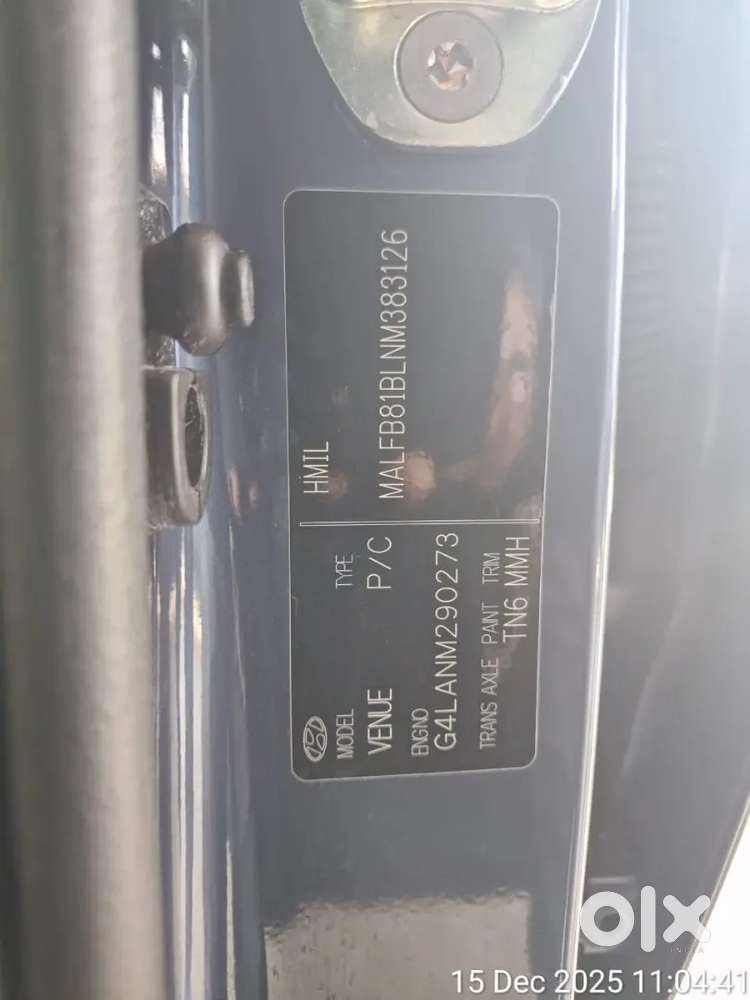 HMIL
MALFB81BLNM383126
MODEL TYPE
VENUE P/C
ENGNO
G4LANM290273
TRANS AXLE PAINT TRIM
TN6 MMH
olx
INDIA
15 Dec 2025 11:04:41